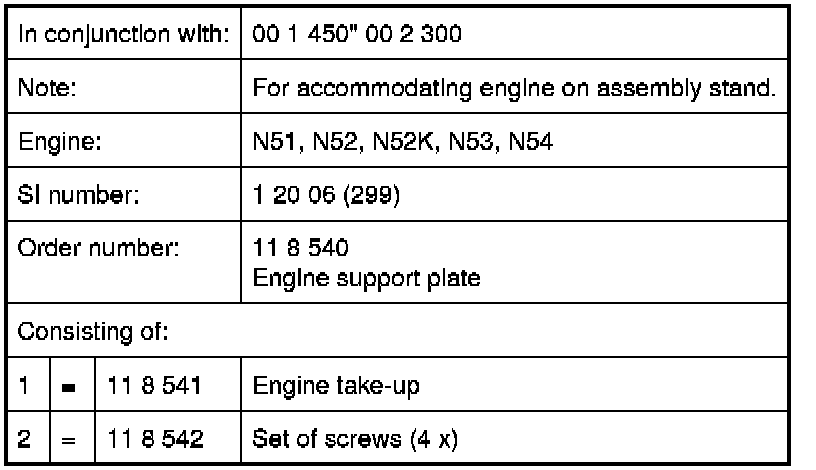 In conjunction with: 00 1 450" 00 2 300
Note: For accommodating engine on assembly stand.
Engine: N51, N52, N52K, N53, N54
SI number: 1 20 06 (299)
Order number: 11 8 540
Engine support plate
Consisting of:
1 = 11 8 541 Engine take-up
2 = 11 8 542 Set of screws (4 x)